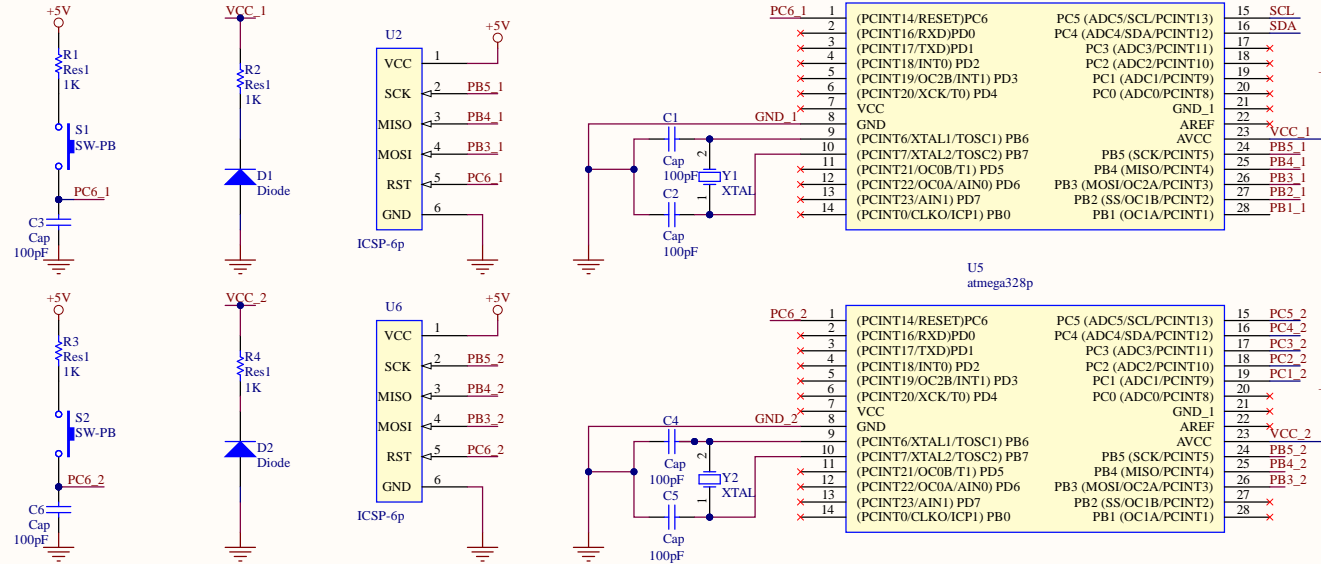 +5V
R1
Res1
1K
S1
SW-PB
PC6_1
C3
Cap
100pF
VCC_1
R2
Res1
1K
D1
Diode
U2
+5V
VCC 1
SCK 2 PB5_1
MISO 3 PB4_1
MOSI 4 PB3_1
RST 5 PC6_1
GND 6
ICSP-6p
GND_1
C1
Cap
100pF
C2
Cap
100pF
2
Y1
XTAL
1
PC6_1 1 (PCINT14/RESET)PC6 PC5 (ADC5/SCL/PCINT13) 15 SCL
2 (PCINT16/RXD)PD0 PC4 (ADC4/SDA/PCINT12) 16 SDA
3 (PCINT17/TXD)PD1 PC3 (ADC3/PCINT11) 17
4 (PCINT18/INT0) PD2 PC2 (ADC2/PCINT10) 18
5 (PCINT19/OC2B/INT1) PD3 PC1 (ADC1/PCINT9) 19
6 (PCINT20/XCK/T0) PD4 PC0 (ADC0/PCINT8) 20
7 VCC GND_1 21
8 GND AREF 22
9 (PCINT6/XTAL1/TOSC1) PB6 AVCC 23 VCC_1
10 (PCINT7/XTAL2/TOSC2) PB7 PB5 (SCK/PCINT5) 24 PB5_1
11 (PCINT21/OC0B/T1) PD5 PB4 (MISO/PCINT4) 25 PB4_1
12 (PCINT22/OC0A/AIN0) PD6 PB3 (MOSI/OC2A/PCINT3) 26 PB3_1
13 (PCINT23/AIN1) PD7 PB2 (SS/OC1B/PCINT2) 27 PB2_1
14 (PCINT0/CLKO/ICP1) PB0 PB1 (OC1A/PCINT1) 28 PB1_1
+5V
R3
Res1
1K
S2
SW-PB
PC6_2
C6
Cap
100pF
VCC_2
R4
Res1
1K
D2
Diode
U6
+5V
VCC 1
SCK 2 PB5_2
MISO 3 PB4_2
MOSI 4 PB3_2
RST 5 PC6_2
GND 6
ICSP-6p
GND_2
C4
Cap
100pF
C5
Cap
100pF
2
Y2
XTAL
1
U5
atmega328p
PC6_2 1 (PCINT14/RESET)PC6 PC5 (ADC5/SCL/PCINT13) 15 PC5_2
2 (PCINT16/RXD)PD0 PC4 (ADC4/SDA/PCINT12) 16 PC4_2
3 (PCINT17/TXD)PD1 PC3 (ADC3/PCINT11) 17 PC3_2
4 (PCINT18/INT0) PD2 PC2 (ADC2/PCINT10) 18 PC2_2
5 (PCINT19/OC2B/INT1) PD3 PC1 (ADC1/PCINT9) 19 PC1_2
6 (PCINT20/XCK/T0) PD4 PC0 (ADC0/PCINT8) 20
7 VCC GND_1 21
8 GND AREF 22
9 (PCINT6/XTAL1/TOSC1) PB6 AVCC 23 VCC_2
10 (PCINT7/XTAL2/TOSC2) PB7 PB5 (SCK/PCINT5) 24 PB5_2
11 (PCINT21/OC0B/T1) PD5 PB4 (MISO/PCINT4) 25 PB4_2
12 (PCINT22/OC0A/AIN0) PD6 PB3 (MOSI/OC2A/PCINT3) 26 PB3_2
13 (PCINT23/AIN1) PD7 PB2 (SS/OC1B/PCINT2) 27
14 (PCINT0/CLKO/ICP1) PB0 PB1 (OC1A/PCINT1) 28